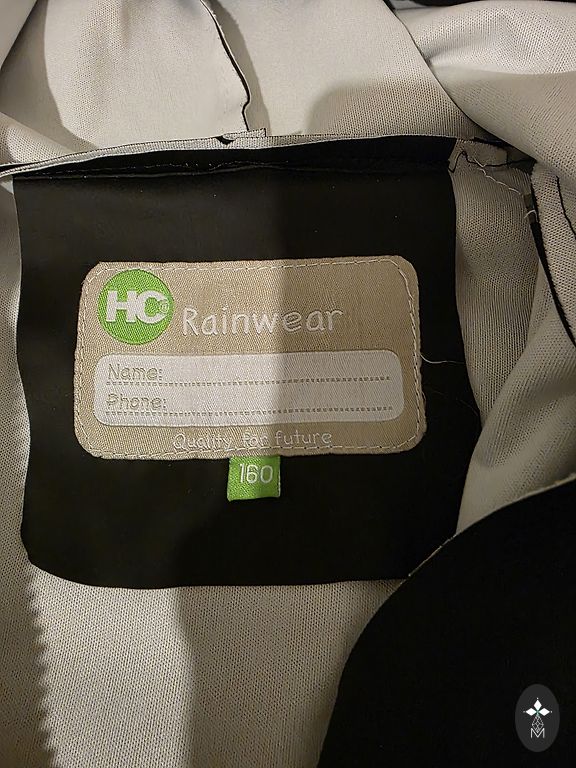 HC®
Rainwear
Name:
Phone:
Quality for future
160
M